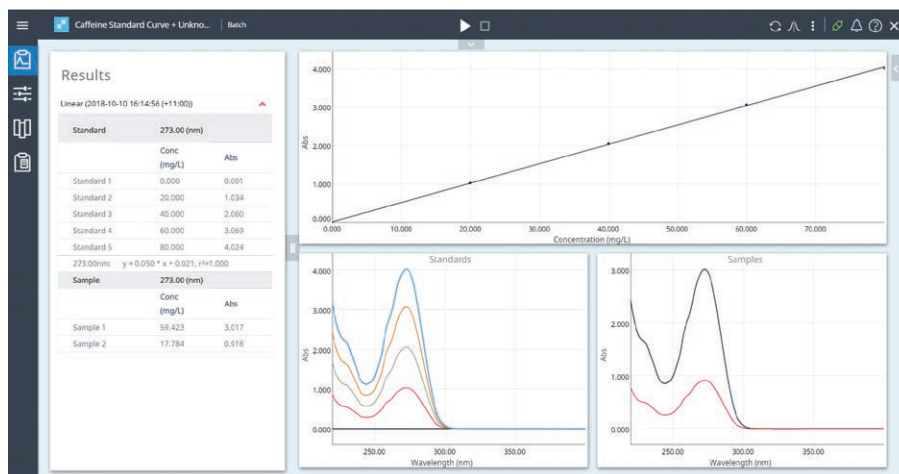 Caffeine Standard Curve + Unkno... Batch
Results
Linear (2018-10-10 16:14:56 (+11:00))
Standard 273.00 (nm)
Conc (mg/L) Abs
Standard 1 0.000 0.001
Standard 2 20.000 1.034
Standard 3 40.000 2.060
Standard 4 60.000 3.069
Standard 5 80.000 4.024
273.00nm: y = 0.050 * x + 0.021, r²=1.000
Sample 273.00 (nm)
Conc (mg/L) Abs
Sample 1 59.423 3.017
Sample 2 17.784 0.918
4.000
3.000
Abs
2.000
1.000
0.000
0.000 10.000 20.000 30.000 40.000 50.000 60.000 70.000
Concentration (mg/L)
Standards
4.000
3.000
Abs
2.000
1.000
0.000
250.00 300.00 350.00
Wavelength (nm)
Samples
3.000
2.000
Abs
1.000
0.000
250.00 300.00 350.00
Wavelength (nm)